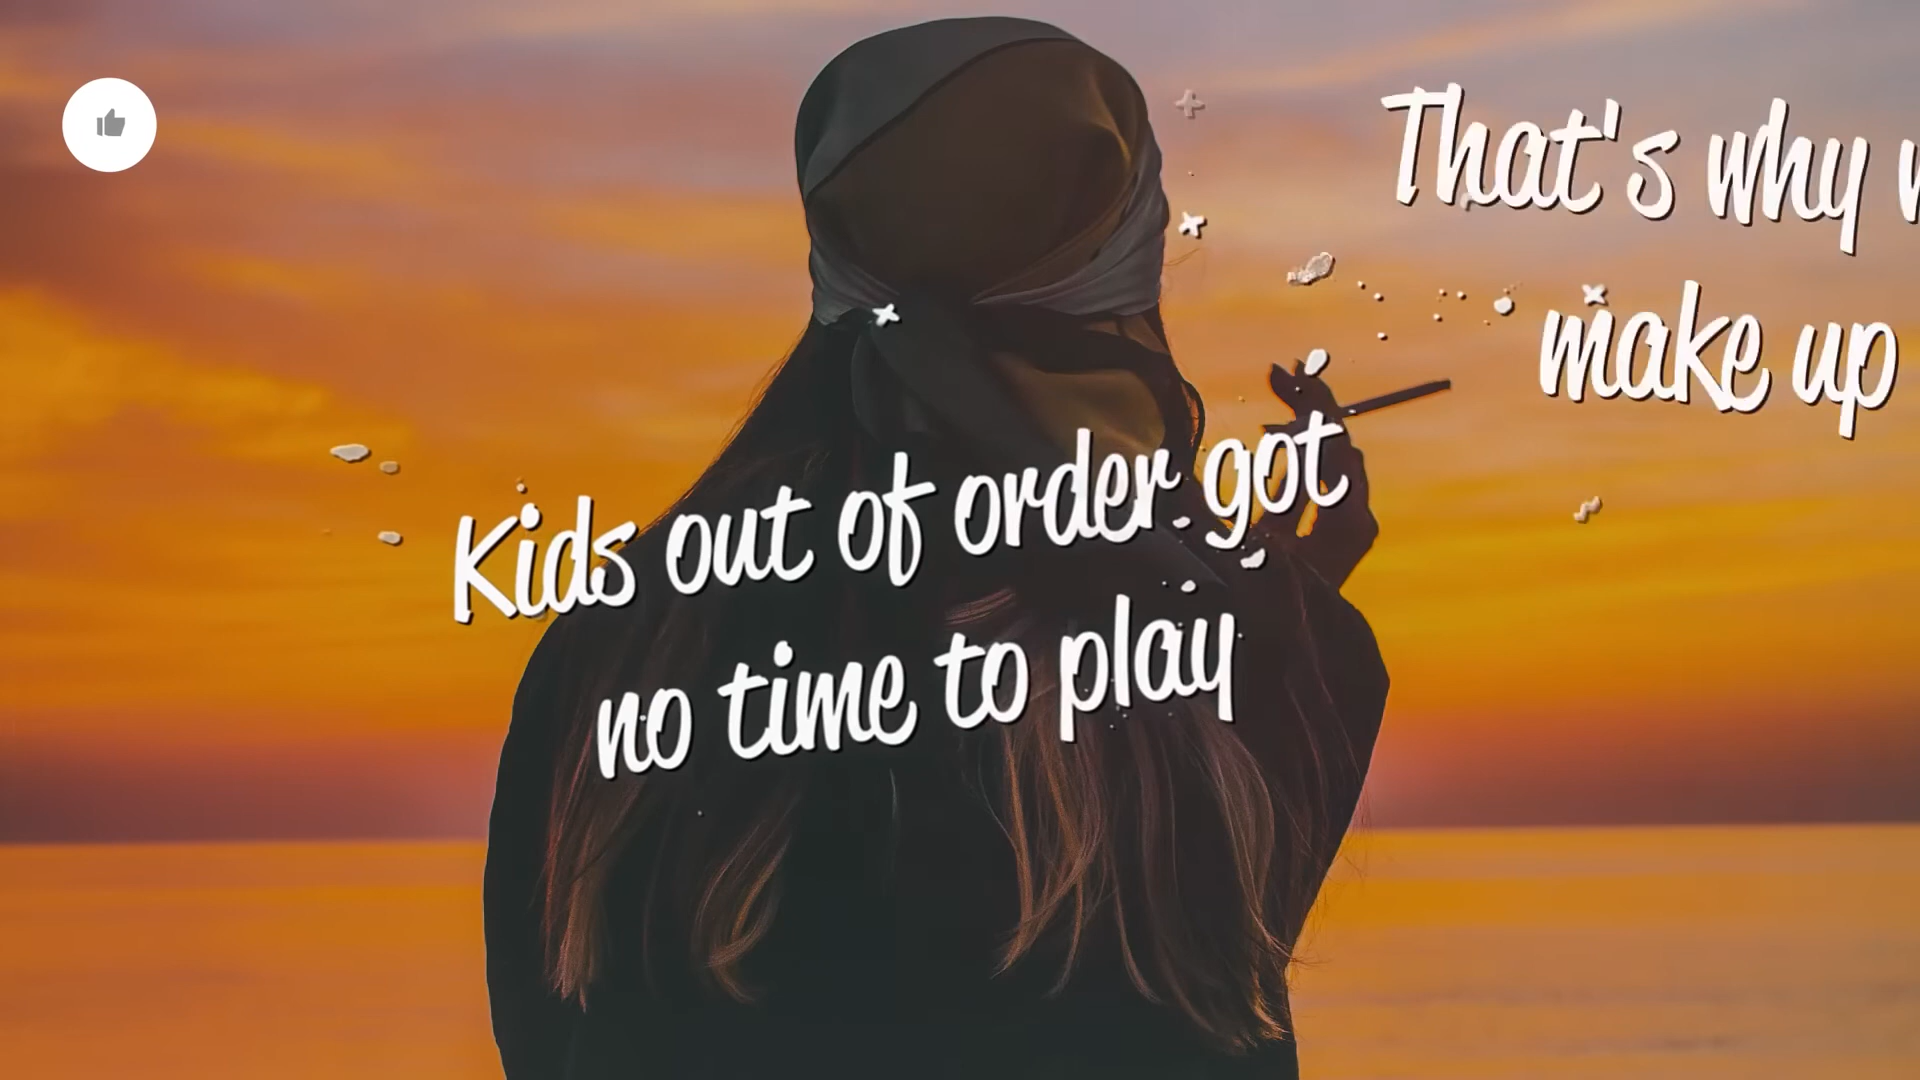 That's why
make up
Kids out of order got
no time to play